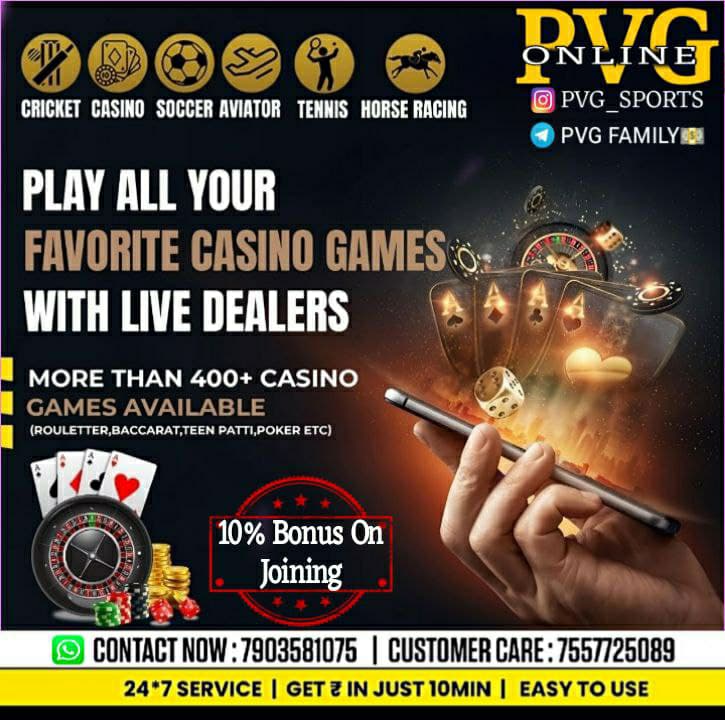 PVG
ONLINE
PVG_SPORTS
PVG FAMILY
CRICKET CASINO SOCCER AVIATOR TENNIS HORSE RACING
PLAY ALL YOUR
FAVORITE CASINO GAMES
WITH LIVE DEALERS
MORE THAN 400+ CASINO
GAMES AVAILABLE
(ROULETTER,BACCARAT,TEEN PATTI,POKER ETC)
10% Bonus On
Joining
CONTACT NOW : 7903581075 | CUSTOMER CARE : 7557725089
24*7 SERVICE | GET ₹ IN JUST 10MIN | EASY TO USE